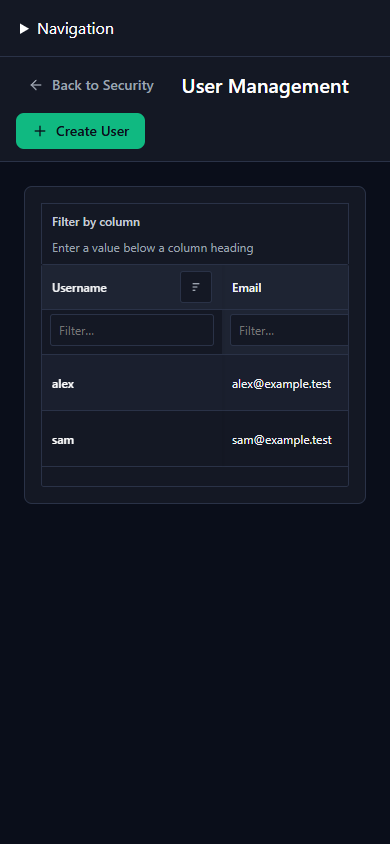 Navigation
Back to Security
User Management
Create User
Filter by column
Enter a value below a column heading
Username Email
Filter... Filter...
alex alex@example.test
sam sam@example.test